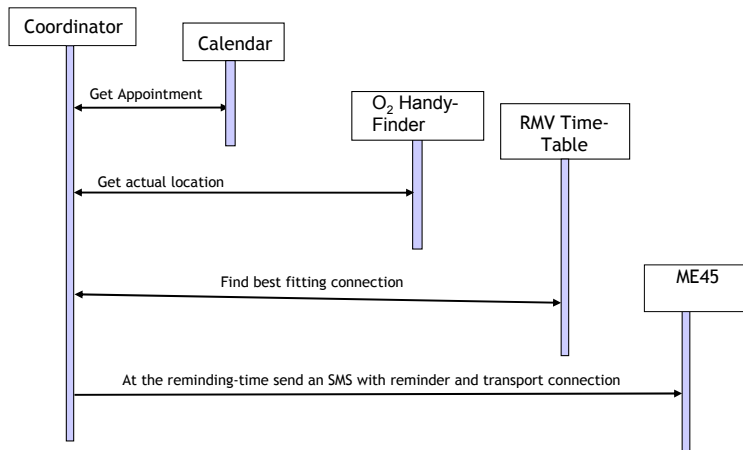 Coordinator
Calendar
Get Appointment
O₂ Handy-
Finder
RMV Time-
Table
Get actual location
Find best fitting connection
ME45
At the reminding-time send an SMS with reminder and transport connection